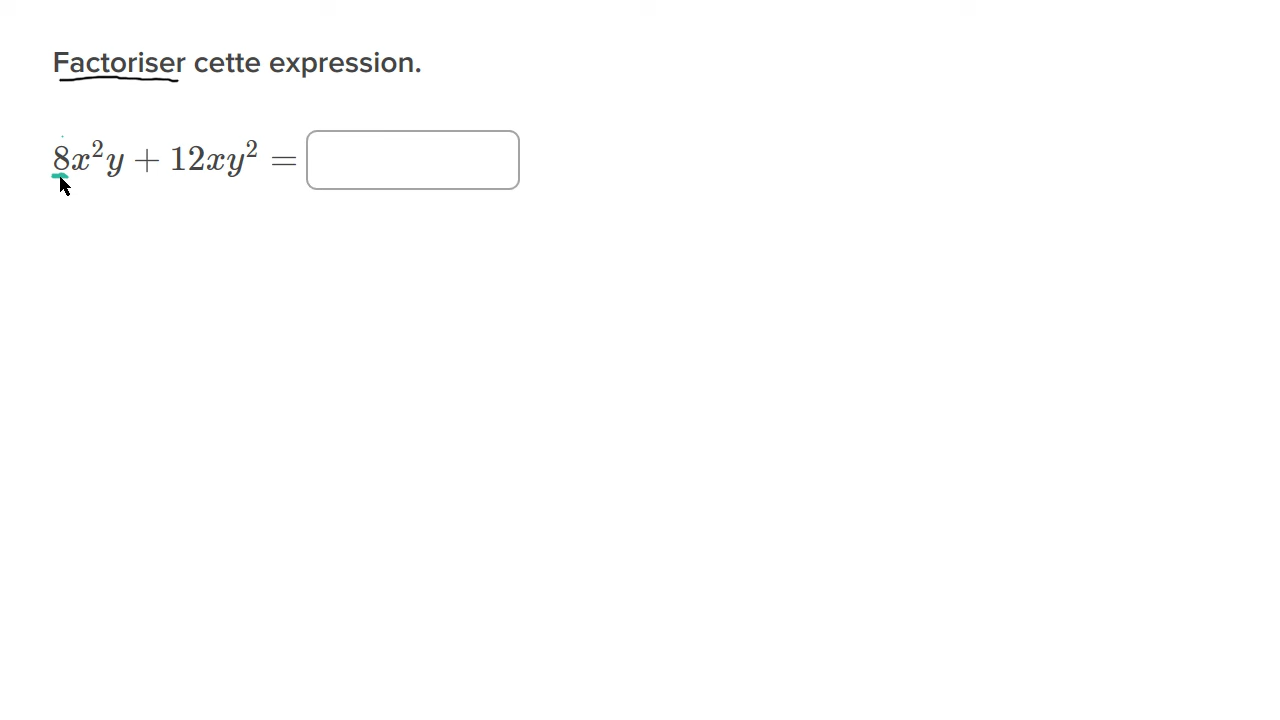 Factoriser cette expression.
8x²y + 12xy² =